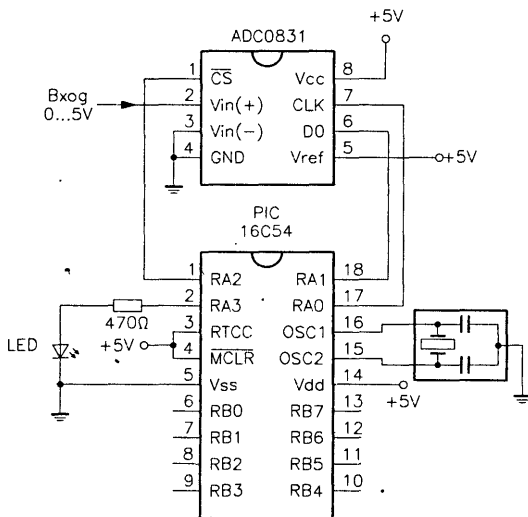 +5V
ADC0831
1 CS Vcc 8
Вход 2 Vin(+) CLK 7
0...5V
3 Vin(-) D0 6
4 GND Vref 5 +5V
PIC
16C54
1 RA2 RA1 18
2 RA3 RA0 17
470Ω
3 RTCC OSC1 16
LED +5V 4 MCLR OSC2 15
5 Vss Vdd 14
+5V
6 RB0 RB7 13
7 RB1 RB6 12
8 RB2 RB5 11
9 RB3 RB4 10